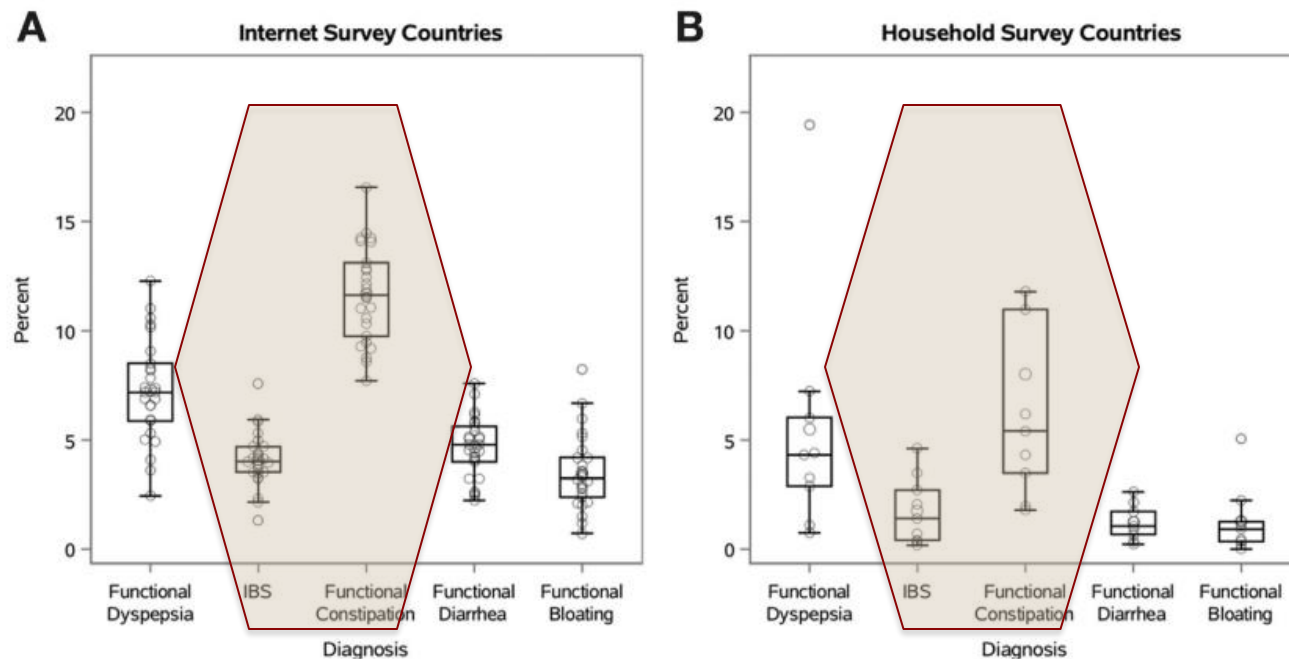 A
Internet Survey Countries
Percent
20
15
10
5
0
Functional Dyspepsia
IBS
Functional Constipation
Functional Diarrhea
Functional Bloating
Diagnosis
B
Household Survey Countries
Percent
20
15
10
5
0
Functional Dyspepsia
IBS
Functional Constipation
Functional Diarrhea
Functional Bloating
Diagnosis